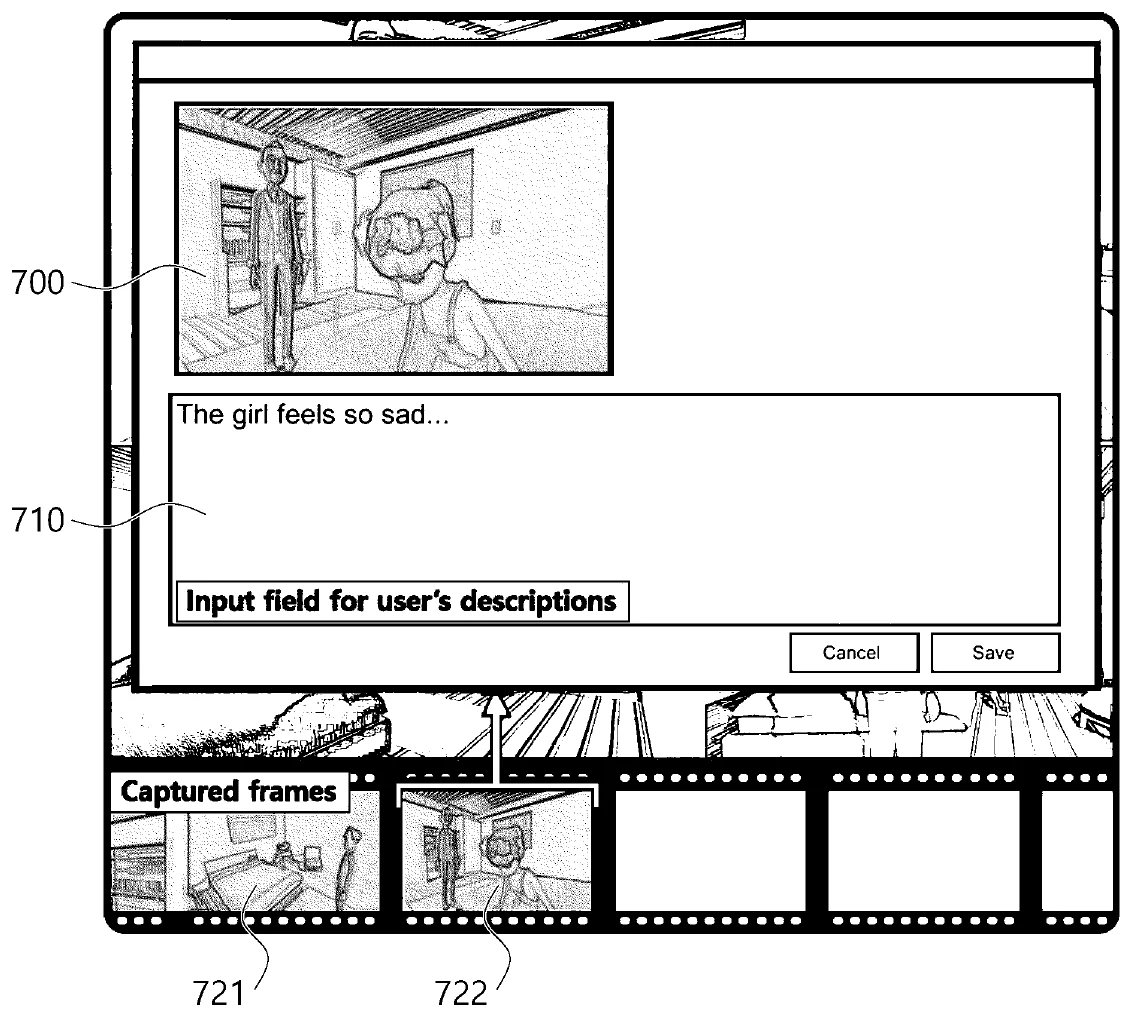 700
The girl feels so sad...
710
Input field for user's descriptions
Cancel Save
Captured frames
721 722